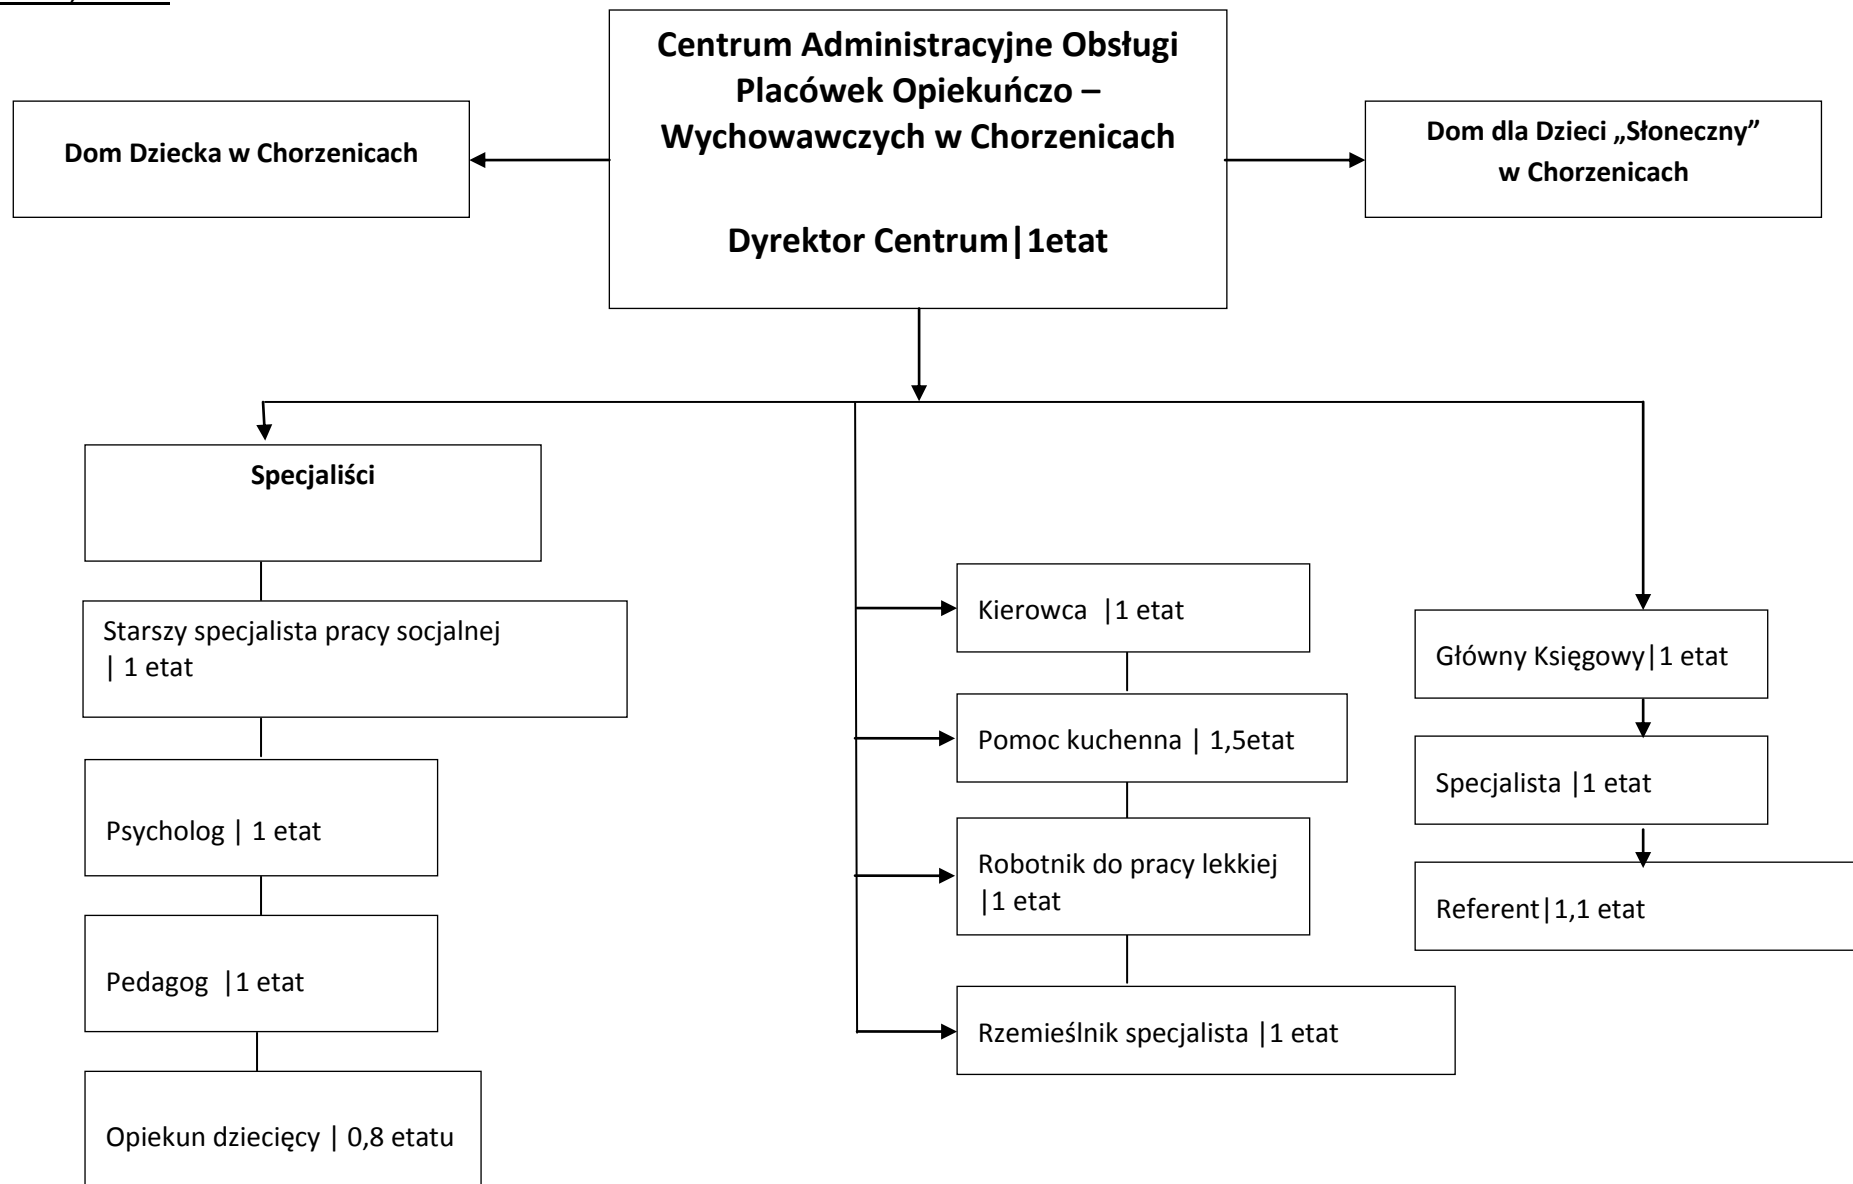 Centrum Administracyjne Obsługi
Placówek Opiekuńczo –
Wychowawczych w Chorzenicach
Dyrektor Centrum|1etat
Dom Dziecka w Chorzenicach
Dom dla Dzieci „Słoneczny”
w Chorzenicach
Specjaliści
Starszy specjalista pracy socjalnej
| 1 etat
Psycholog | 1 etat
Pedagog |1 etat
Opiekun dziecięcy | 0,8 etatu
Kierowca |1 etat
Pomoc kuchenna | 1,5etat
Robotnik do pracy lekkiej
|1 etat
Rzemieślnik specjalista |1 etat
Główny Księgowy|1 etat
Specjalista |1 etat
Referent|1,1 etat